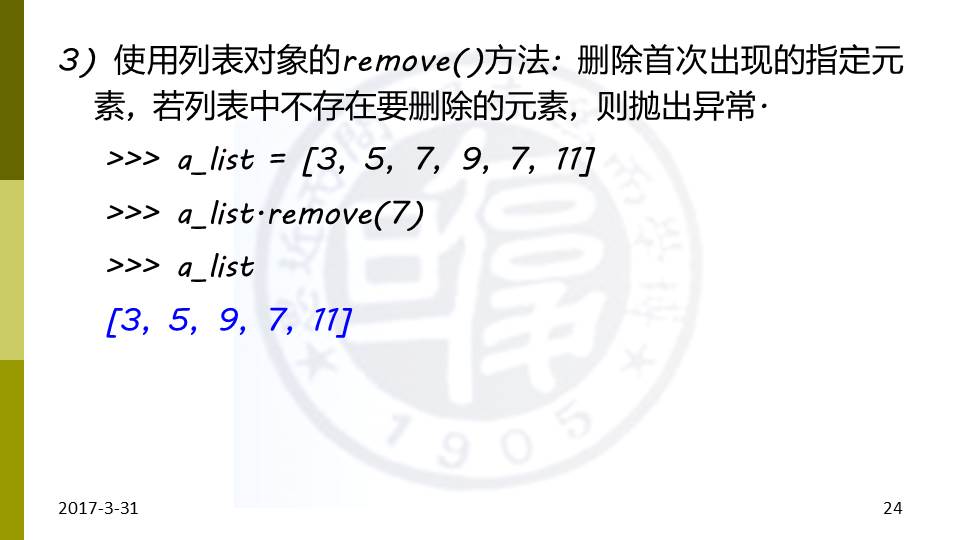 3）使用列表对象的remove()方法：删除首次出现的指定元
素，若列表中不存在要删除的元素，则抛出异常.
>>> a_list = [3, 5, 7, 9, 7, 11]
>>> a_list.remove(7)
>>> a_list
[3, 5, 9, 7, 11]
1905
2017-3-31
24